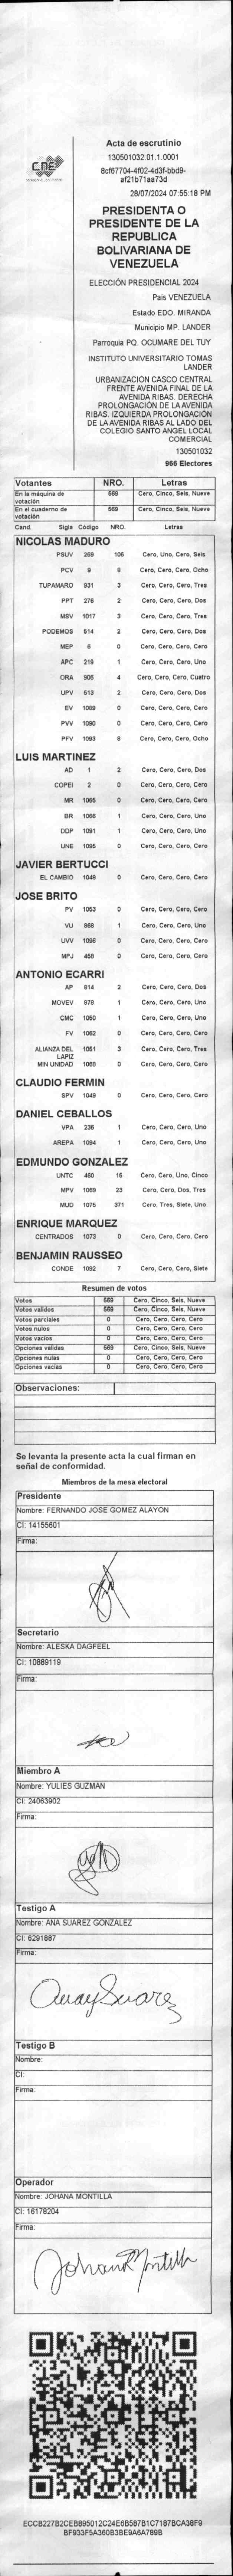 CNE
Acta de escrutinio
130501032.01.1.0001
8cf67704-4f02-4d3f-bbd9-
af21b71aa73d
28/07/2024 07:55:18 PM
PRESIDENTA O
PRESIDENTE DE LA
REPUBLICA
BOLIVARIANA DE
VENEZUELA
ELECCIÓN PRESIDENCIAL 2024
Pais VENEZUELA
Estado EDO. MIRANDA
Municipio MP. LANDER
Parroquia PQ. OCUMARE DEL TUY
INSTITUTO UNIVERSITARIO TOMAS
LANDER
URBANIZACIÓN CASCO CENTRAL
FRENTE AVENIDA FINAL DE LA
AVENIDA RIBAS. DERECHA
PROLONGACIÓN DE LA AVENIDA
RIBAS. IZQUIERDA PROLONGACIÓN
DE LA AVENIDA RIBAS AL LADO DEL
COLEGIO SANTO ANGEL LOCAL
COMERCIAL
130501032
966 Electores
Votantes NRO. Letras
En la máquina de votación 569 Cero, Cinco, Seis, Nueve
En el cuaderno de votación 569 Cero, Cinco, Seis, Nueve
Cand. Sigla Código NRO. Letras
NICOLAS MADURO
PSUV 269 106 Cero, Uno, Cero, Seis
PCV 9 8 Cero, Cero, Cero, Ocho
TUPAMARO 931 3 Cero, Cero, Cero, Tres
PPT 276 2 Cero, Cero, Cero, Dos
MSV 1017 3 Cero, Cero, Cero, Tres
PODEMOS 514 2 Cero, Cero, Cero, Dos
MEP 6 0 Cero, Cero, Cero, Cero
APC 219 1 Cero, Cero, Cero, Uno
ORA 906 4 Cero, Cero, Cero, Cuatro
UPV 513 2 Cero, Cero, Cero, Dos
EV 1089 0 Cero, Cero, Cero, Cero
PVV 1090 0 Cero, Cero, Cero, Cero
PFV 1093 8 Cero, Cero, Cero, Ocho
LUIS MARTINEZ
AD 1 2 Cero, Cero, Cero, Dos
COPEI 2 0 Cero, Cero, Cero, Cero
MR 1065 0 Cero, Cero, Cero, Cero
BR 1066 1 Cero, Cero, Cero, Uno
DDP 1091 1 Cero, Cero, Cero, Uno
UNE 1095 0 Cero, Cero, Cero, Cero
JAVIER BERTUCCI
EL CAMBIO 1048 0 Cero, Cero, Cero, Cero
JOSE BRITO
PV 1053 0 Cero, Cero, Cero, Cero
VU 868 1 Cero, Cero, Cero, Uno
UVV 1096 0 Cero, Cero, Cero, Cero
MPJ 458 0 Cero, Cero, Cero, Cero
ANTONIO ECARRI
AP 914 2 Cero, Cero, Cero, Dos
MOVEV 979 1 Cero, Cero, Cero, Uno
CMC 1050 1 Cero, Cero, Cero, Uno
FV 1062 0 Cero, Cero, Cero, Cero
ALIANZA DEL LAPIZ 1051 3 Cero, Cero, Cero, Tres
MIN UNIDAD 1069 0 Cero, Cero, Cero, Cero
CLAUDIO FERMIN
SPV 1049 0 Cero, Cero, Cero, Cero
DANIEL CEBALLOS
VPA 236 1 Cero, Cero, Cero, Uno
AREPA 1094 1 Cero, Cero, Cero, Uno
EDMUNDO GONZALEZ
UNTC 460 15 Cero, Cero, Uno, Cinco
MPV 1069 23 Cero, Cero, Dos, Tres
MUD 1075 371 Cero, Tres, Siete, Uno
ENRIQUE MARQUEZ
CENTRADOS 1073 0 Cero, Cero, Cero, Cero
BENJAMIN RAUSSEO
CONDE 1092 7 Cero, Cero, Cero, Siete
Resumen de votos
Votos 569 Cero, Cinco, Seis, Nueve
Votos validos 569 Cero, Cinco, Seis, Nueve
Votos parciales 0 Cero, Cero, Cero, Cero
Votos nulos 0 Cero, Cero, Cero, Cero
Votos vacios 0 Cero, Cero, Cero, Cero
Opciones validas 569 Cero, Cinco, Seis, Nueve
Opciones nulas 0 Cero, Cero, Cero, Cero
Opciones vacias 0 Cero, Cero, Cero, Cero
Observaciones:
Se levanta la presente acta la cual firman en
señal de conformidad.
Miembros de la mesa electoral
Presidente
Nombre: FERNANDO JOSE GOMEZ ALAYON
CI: 14155601
Firma:
Secretario
Nombre: ALESKA DAGFEEL
CI: 10889119
Firma:
Miembro A
Nombre: YULIES GUZMAN
CI: 24063902
Firma:
Testigo A
Nombre: ANA SUAREZ GONZALEZ
CI: 6291887
Firma:
Anay Suarez
Testigo B
Nombre:
CI:
Firma:
Operador
Nombre: JOHANA MONTILLA
CI: 16178204
Firma:
Johana Montilla
ECCB227B2CEB895012C24E6B587B1C7187BCA38F9
BF933F5A360B3BE9A6A789B